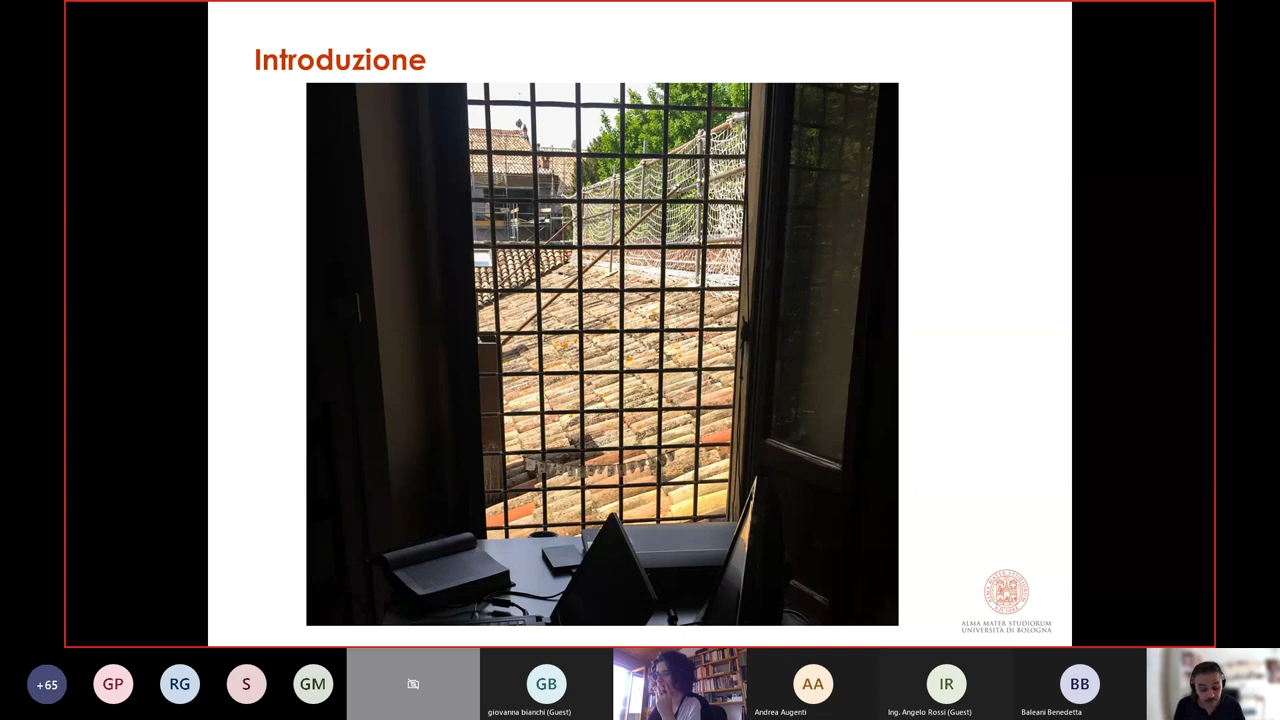 Introduzione
ALMA MATER STUDIORUM
UNIVERSITÀ DI BOLOGNA
+65
GP
RG
S
GM
GB
giovanna bianchi (Guest)
AA
Andrea Augenti
IR
Ing. Angelo Rossi (Guest)
BB
Baleani Benedetta